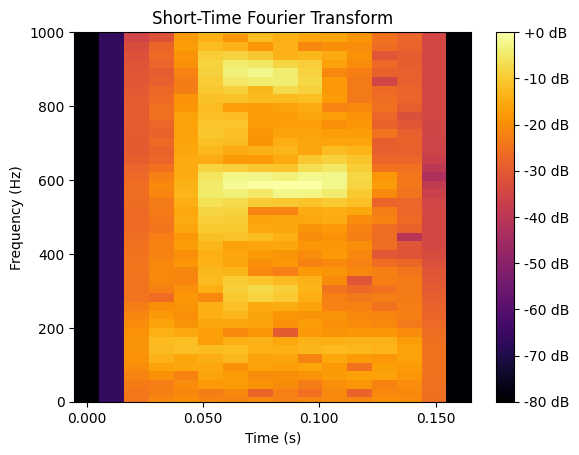 Short-Time Fourier Transform
1000
800
600
400
200
0
Frequency (Hz)
0.000
0.050
0.100
0.150
Time (s)
+0 dB
-10 dB
-20 dB
-30 dB
-40 dB
-50 dB
-60 dB
-70 dB
-80 dB